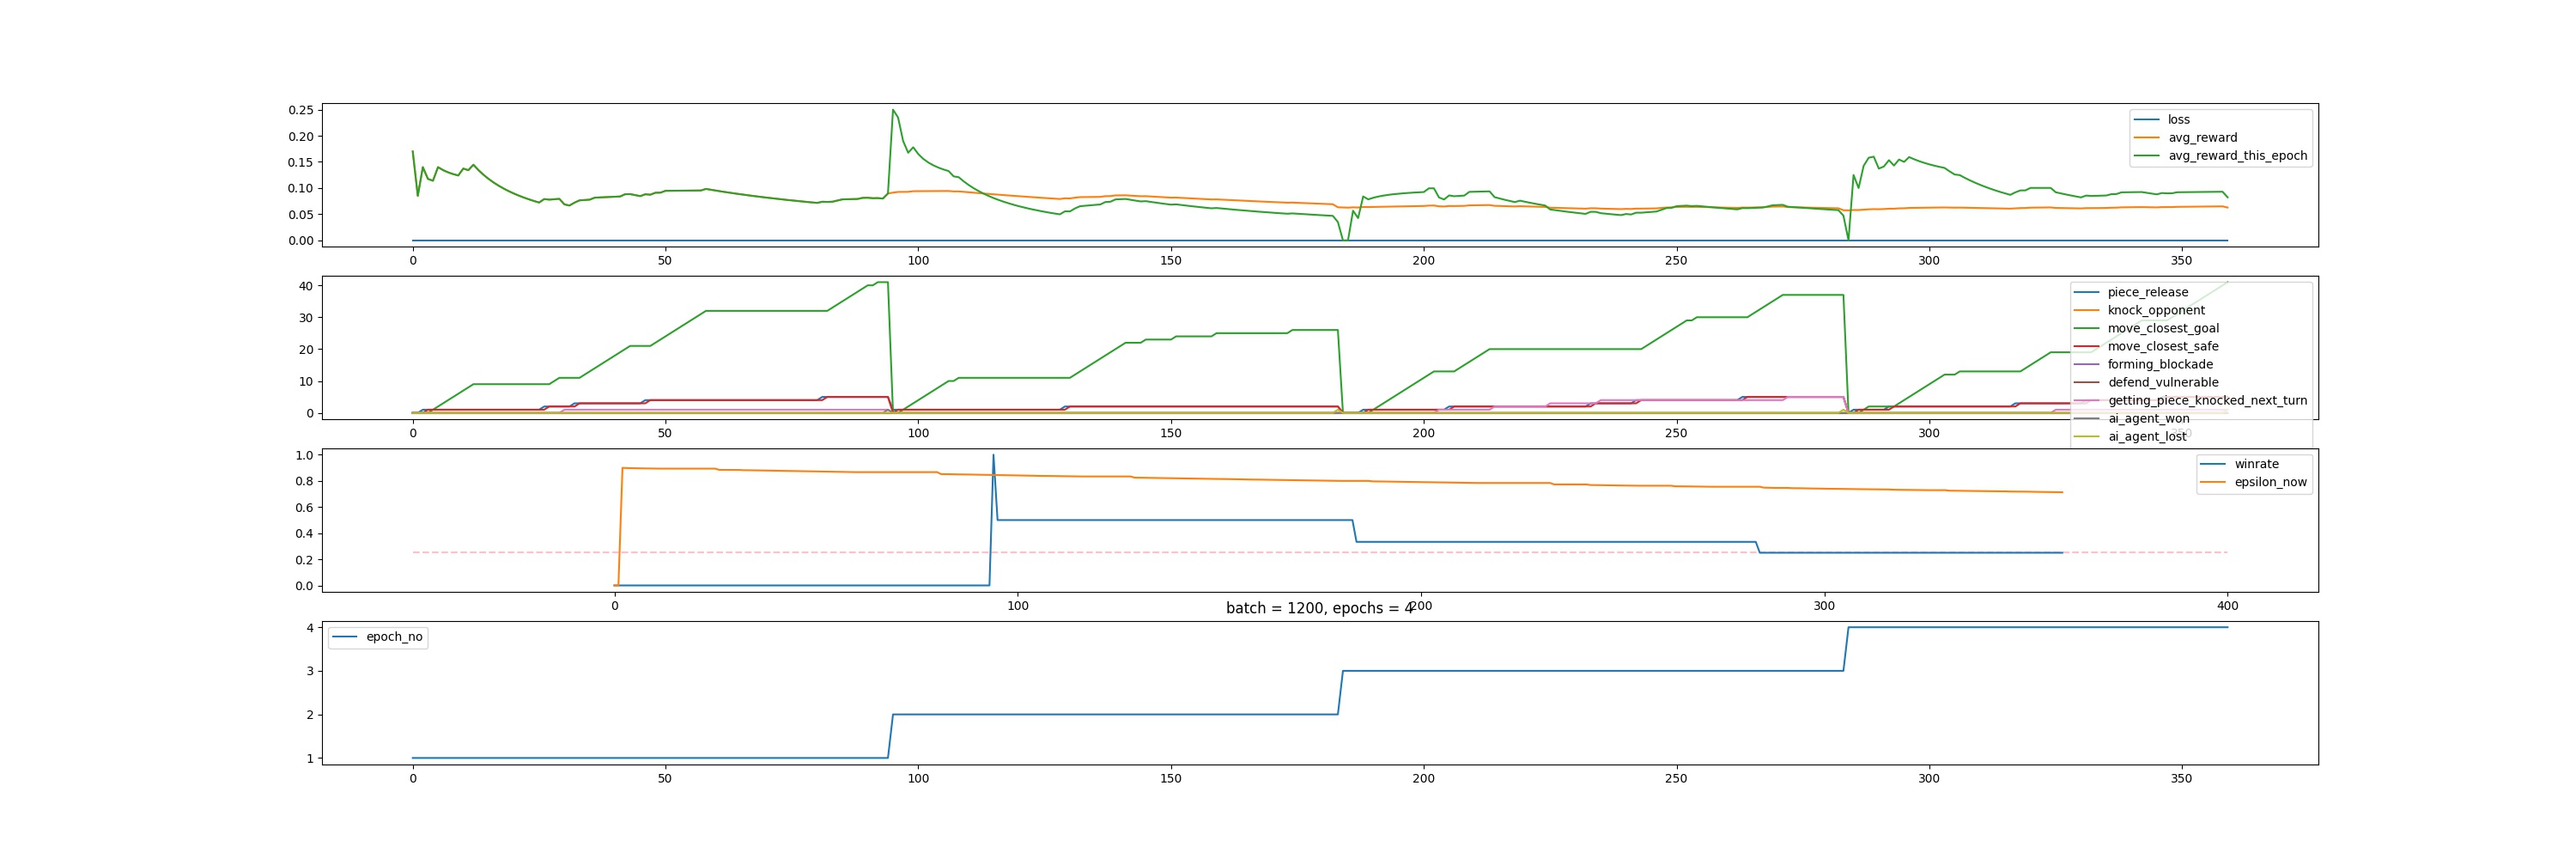 0.25
0.20
0.15
0.10
0.05
0.00
loss
avg_reward
avg_reward_this_epoch
0 50 100 150 200 250 300 350
40
30
20
10
0
piece_release
knock_opponent
move_closest_goal
move_closest_safe
forming_blockade
defend_vulnerable
getting_piece_knocked_next_turn
ai_agent_won
ai_agent_lost
0 50 100 150 200 250 300 350
1.0
0.8
0.6
0.4
0.2
0.0
winrate
epsilon_now
0 100 200 300 400
batch = 1200, epochs = 4
4
3
2
1
epoch_no
0 50 100 150 200 250 300 350